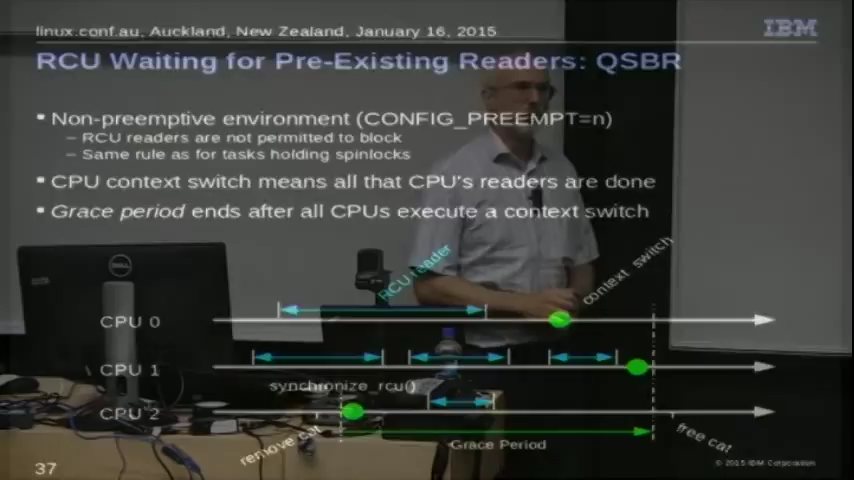 linux.conf.au, Auckland, New Zealand, January 16, 2015
IBM
RCU Waiting for Pre-Existing Readers: QSBR
▪ Non-preemptive environment (CONFIG_PREEMPT=n)
– RCU readers are not permitted to block
– Same rule as for tasks holding spinlocks
▪ CPU context switch means all that CPU's readers are done
▪ Grace period ends after all CPUs execute a context switch
DELL
RCU reader
context switch
CPU 0
CPU 1
synchronize_rcu()
CPU 2
remove cat
Grace Period
free cat
37
© 2015 IBM Corporation